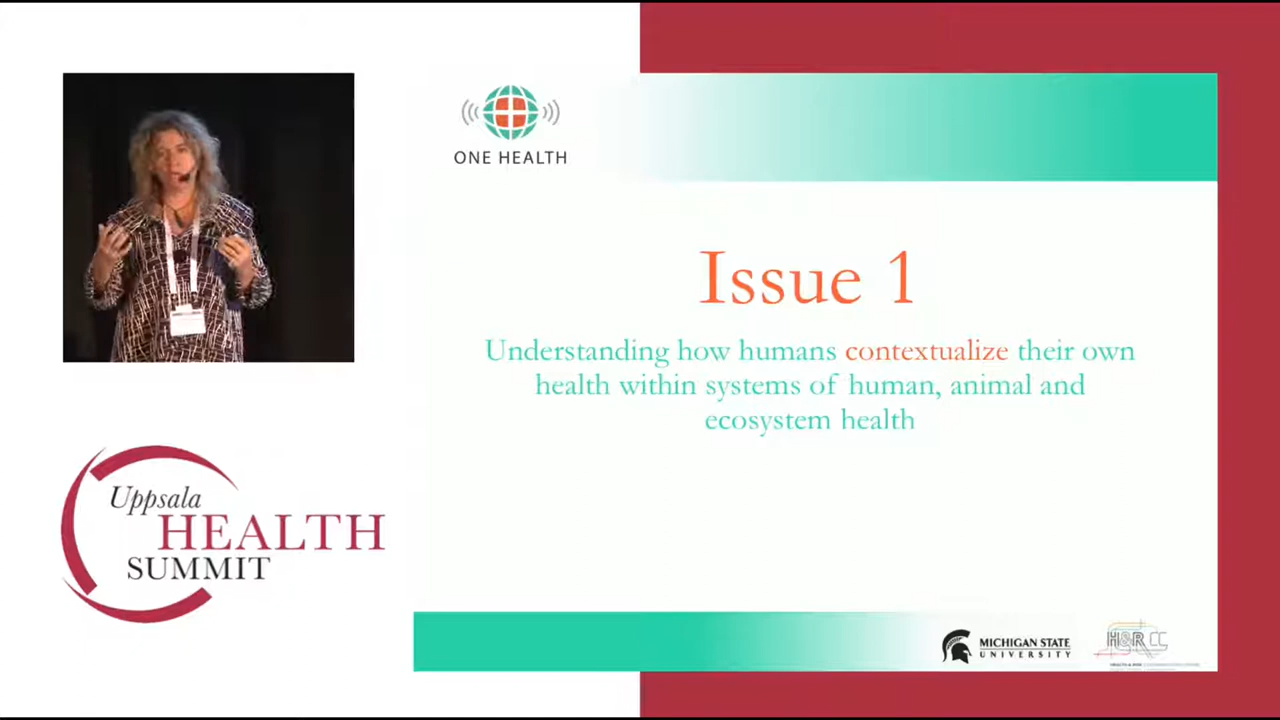 ONE HEALTH
Issue 1
Understanding how humans contextualize their own
health within systems of human, animal and
ecosystem health
Uppsala
HEALTH
SUMMIT
MICHIGAN STATE
UNIVERSITY
H&R CC